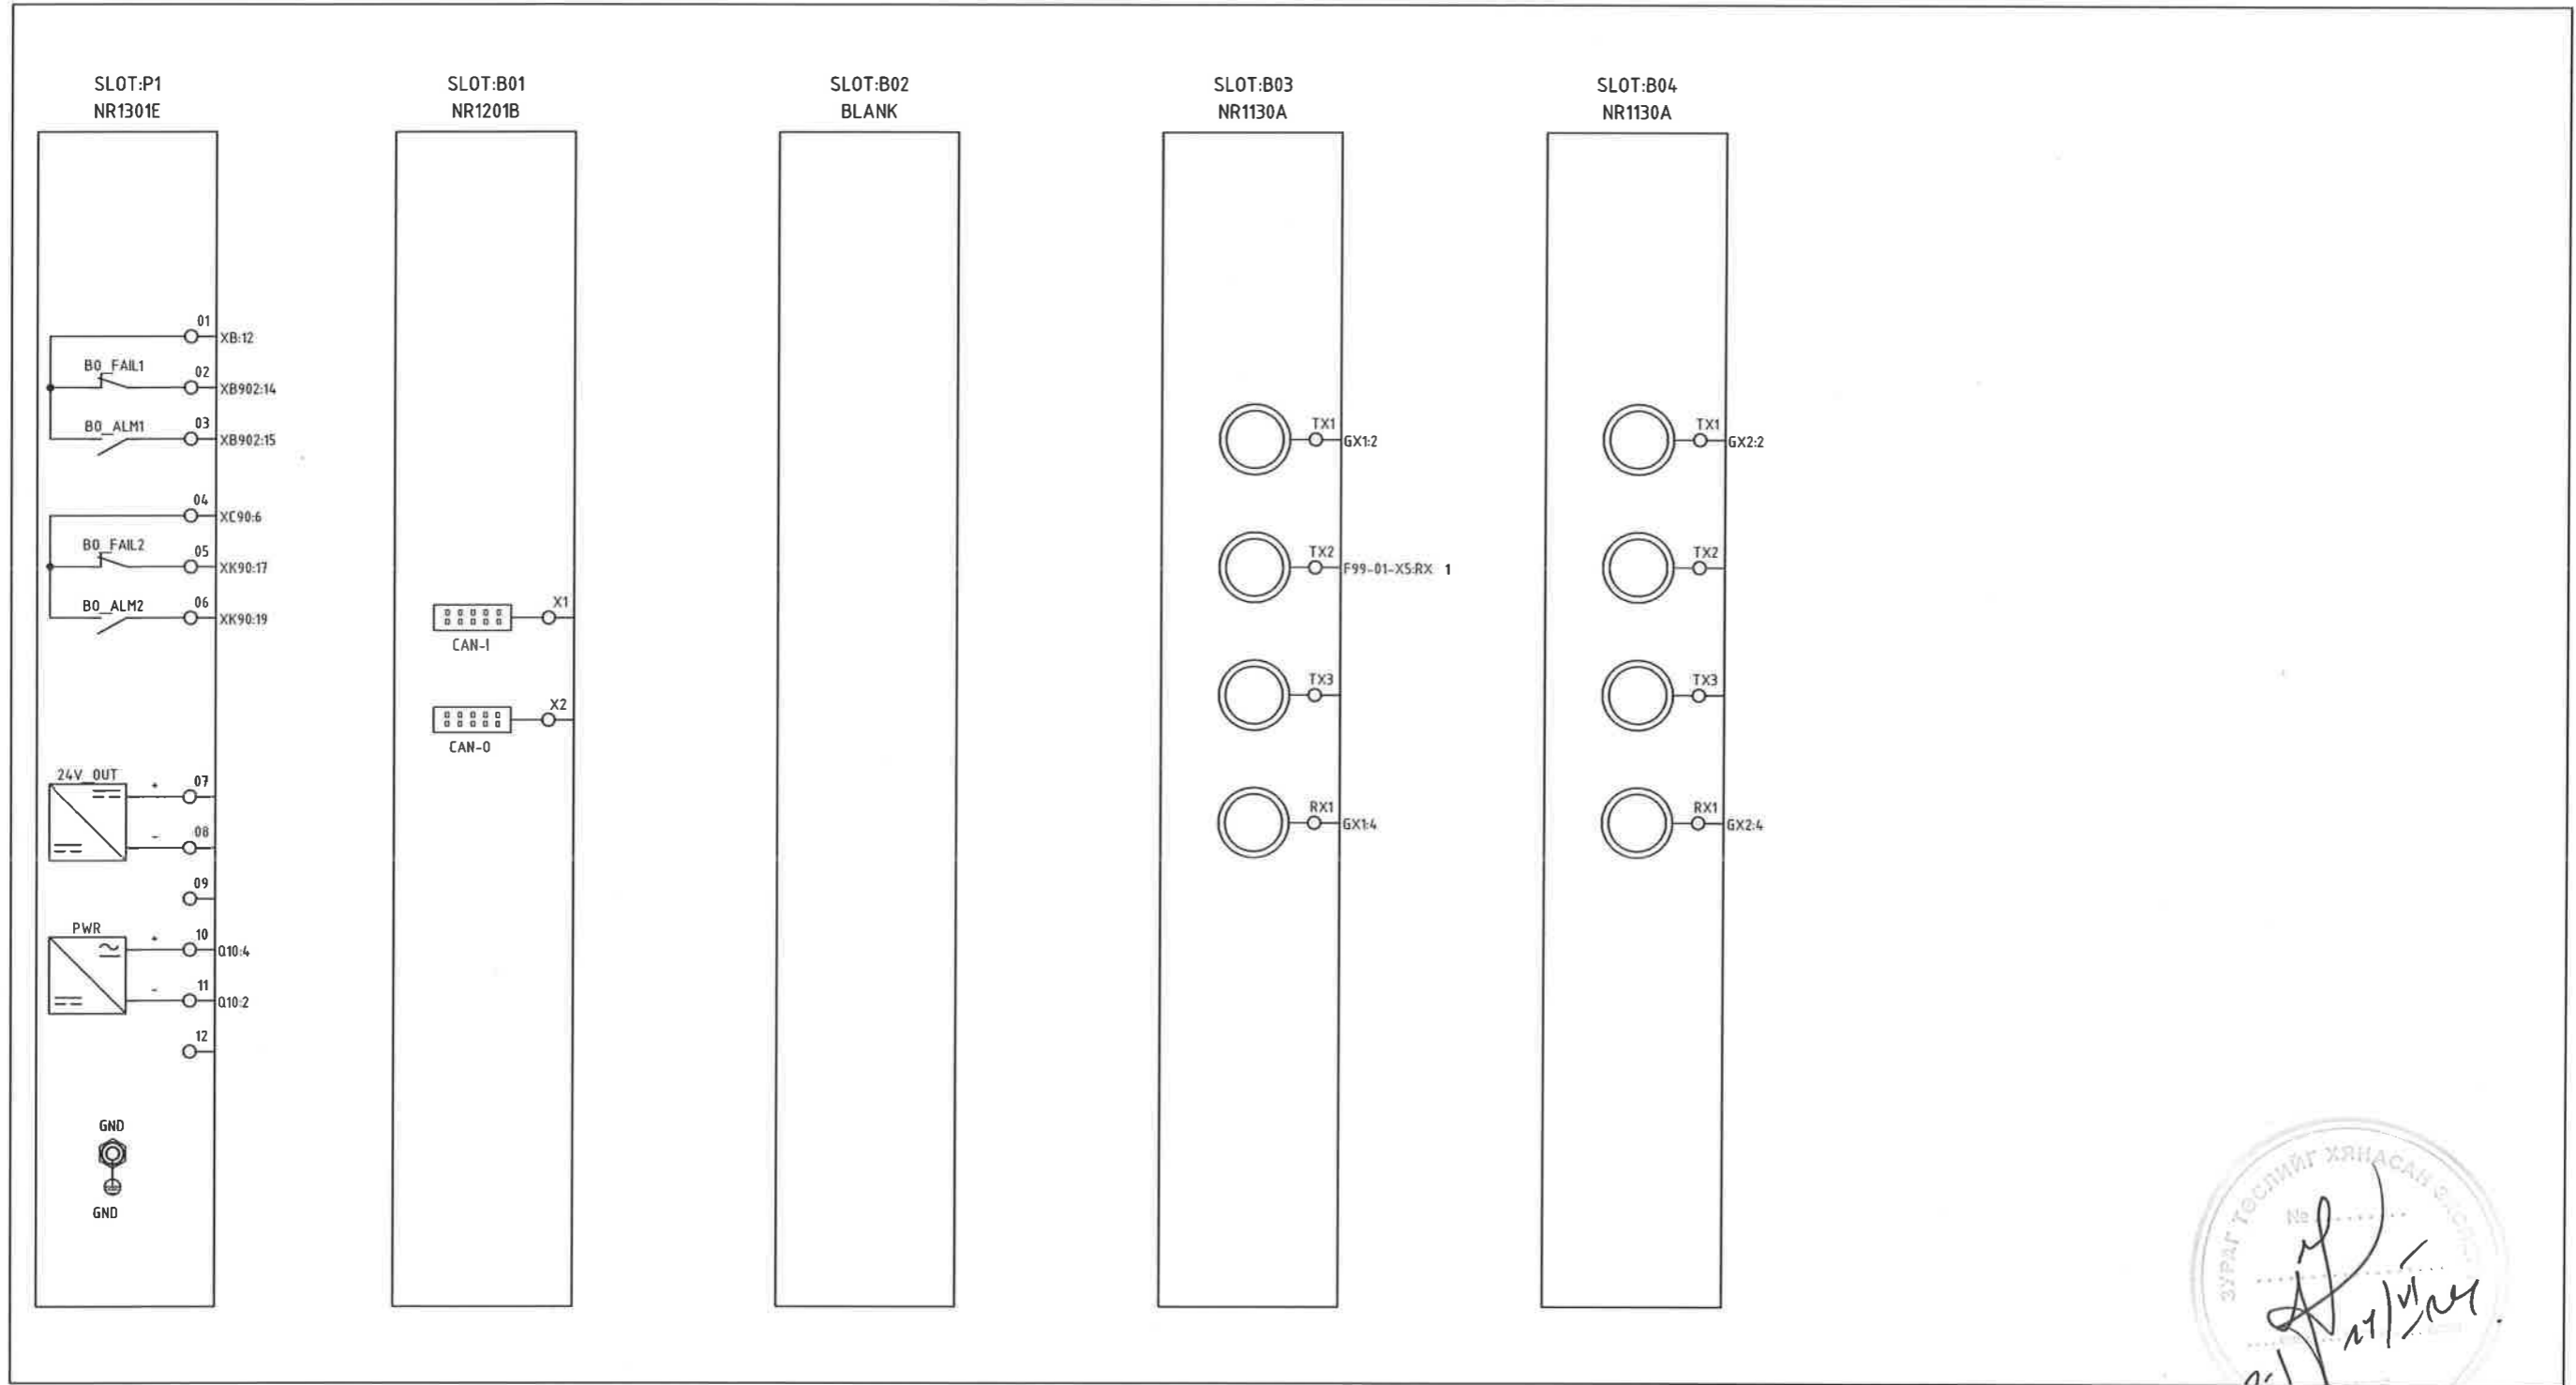 SLOT:P1
NR1301E
01
XB:12
BO_FAIL1
02
XB902:14
BO_ALM1
03
XB902:15
04
XC90:6
BO_FAIL2
05
XK90:17
BO_ALM2
06
XK90:19
24V_OUT
+
07
-
08
09
PWR
+
10
Q10:4
-
11
Q10:2
12
GND
GND
SLOT:B01
NR1201B
X1
CAN-I
X2
CAN-O
SLOT:B02
BLANK
SLOT:B03
NR1130A
TX1
GX1:2
TX2
F99-01-X5:RX 1
TX3
RX1
GX1:4
SLOT:B04
NR1130A
TX1
GX2:2
TX2
TX3
RX1
GX2:4
ЗУРАГ ТӨСЛИЙГ ХЯНАСАН
№